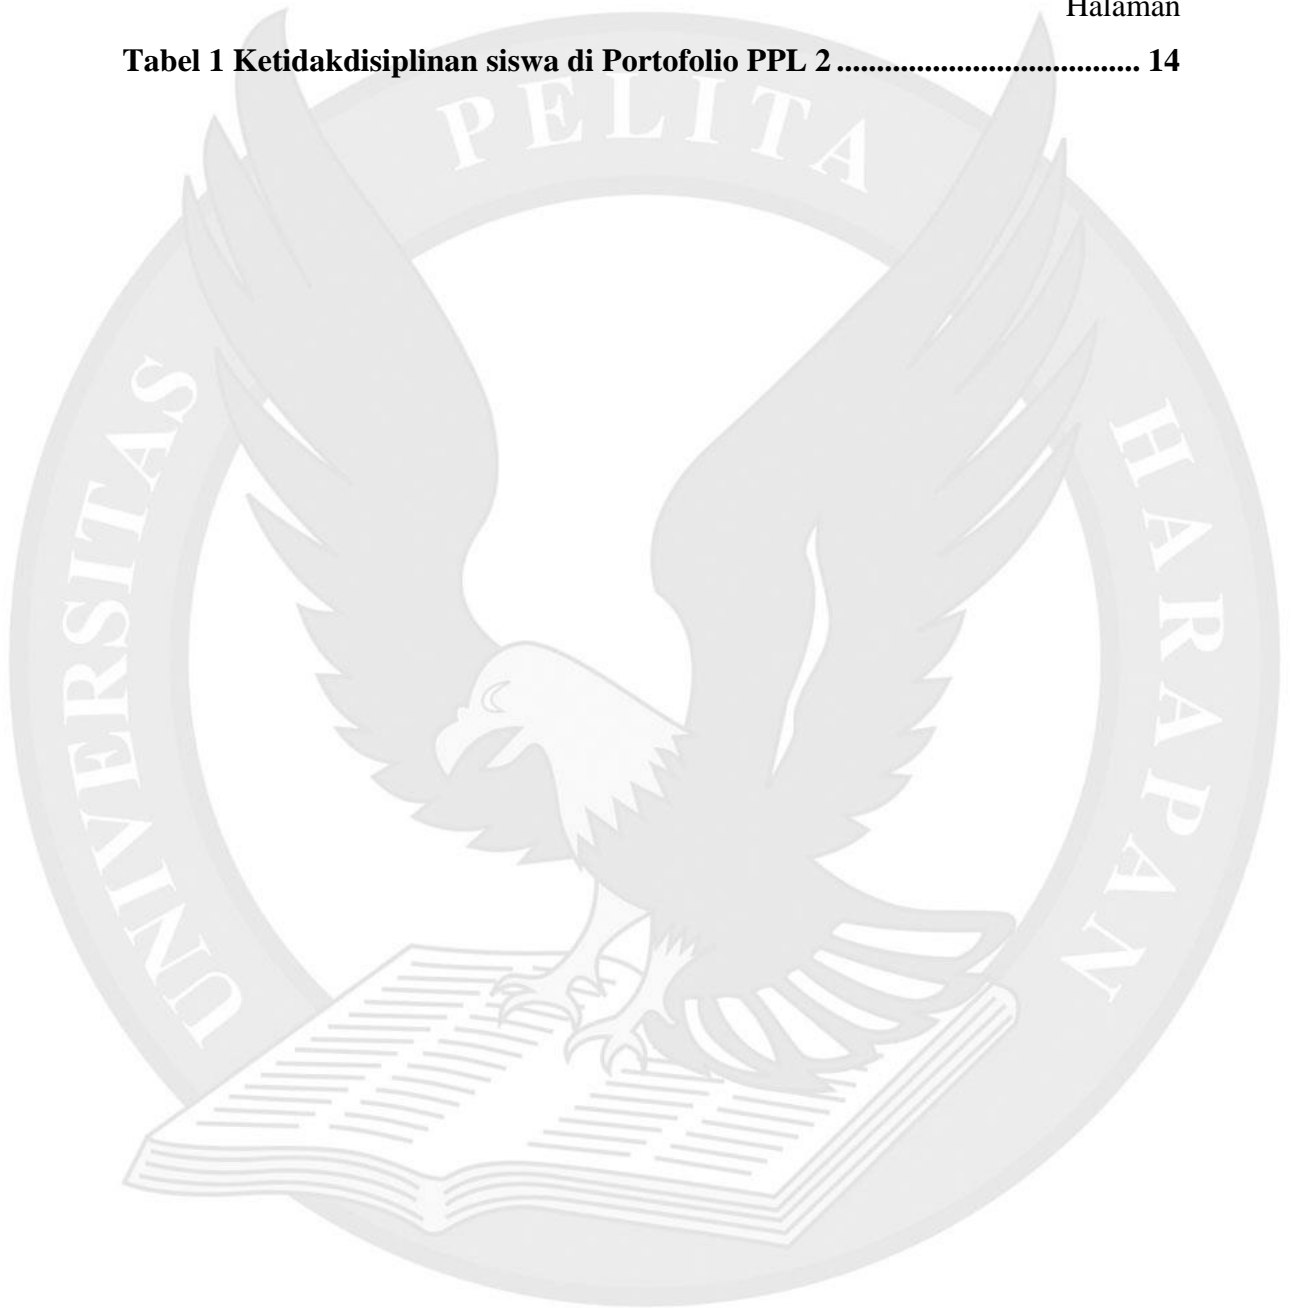 Halaman
Tabel 1 Ketidakdisiplinan siswa di Portofolio PPL 2 ...................................... 14
UNIVERSITAS PELITA HARAPAN